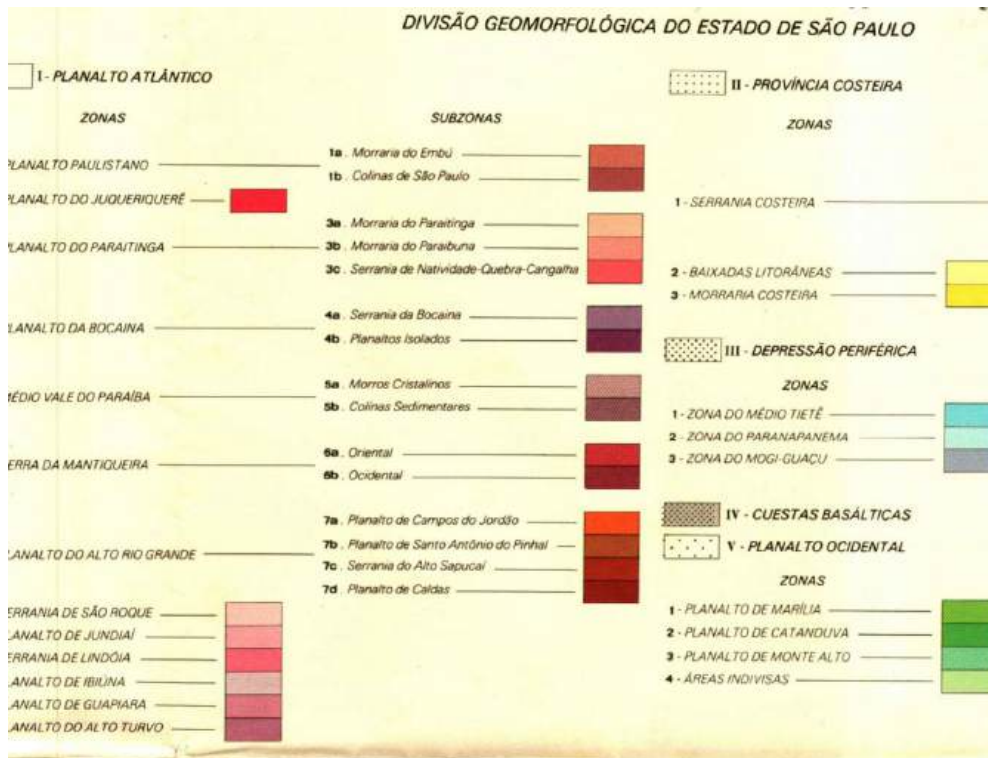 DIVISÃO GEOMORFOLÓGICA DO ESTADO DE SÃO PAULO
I - PLANALTO ATLÂNTICO
ZONAS
SUBZONAS
PLANALTO PAULISTANO
1a . Morraria do Embú
1b . Colinas de São Paulo
PLANALTO DO JUQUERIQUERÊ
PLANALTO DO PARAITINGA
3a . Morraria do Paraitinga
3b . Morraria do Paraibuna
3c . Serrania de Natividade-Quebra-Cangalha
PLANALTO DA BOCAINA
4a . Serrania da Bocaina
4b . Planaltos Isolados
MÉDIO VALE DO PARAÍBA
5a . Morros Cristalinos
5b . Colinas Sedimentares
ERRA DA MANTIQUEIRA
6a . Oriental
6b . Ocidental
LANALTO DO ALTO RIO GRANDE
7a . Planalto de Campos do Jordão
7b . Planalto de Santo Antônio do Pinhal
7c . Serrania do Alto Sapucaí
7d . Planalto de Caldas
ERRANIA DE SÃO ROQUE
LANALTO DE JUNDIAÍ
ERRANIA DE LINDÓIA
LANALTO DE IBIÚNA
LANALTO DE GUAPIARA
LANALTO DO ALTO TURVO
II - PROVÍNCIA COSTEIRA
ZONAS
1 - SERRANIA COSTEIRA
2 - BAIXADAS LITORÂNEAS
3 - MORRARIA COSTEIRA
III - DEPRESSÃO PERIFÉRICA
ZONAS
1 - ZONA DO MÉDIO TIETÊ
2 - ZONA DO PARANAPANEMA
3 - ZONA DO MOGI-GUAÇU
IV - CUESTAS BASÁLTICAS
V - PLANALTO OCIDENTAL
ZONAS
1 - PLANALTO DE MARÍLIA
2 - PLANALTO DE CATANDUVA
3 - PLANALTO DE MONTE ALTO
4 - ÁREAS INDIVISAS